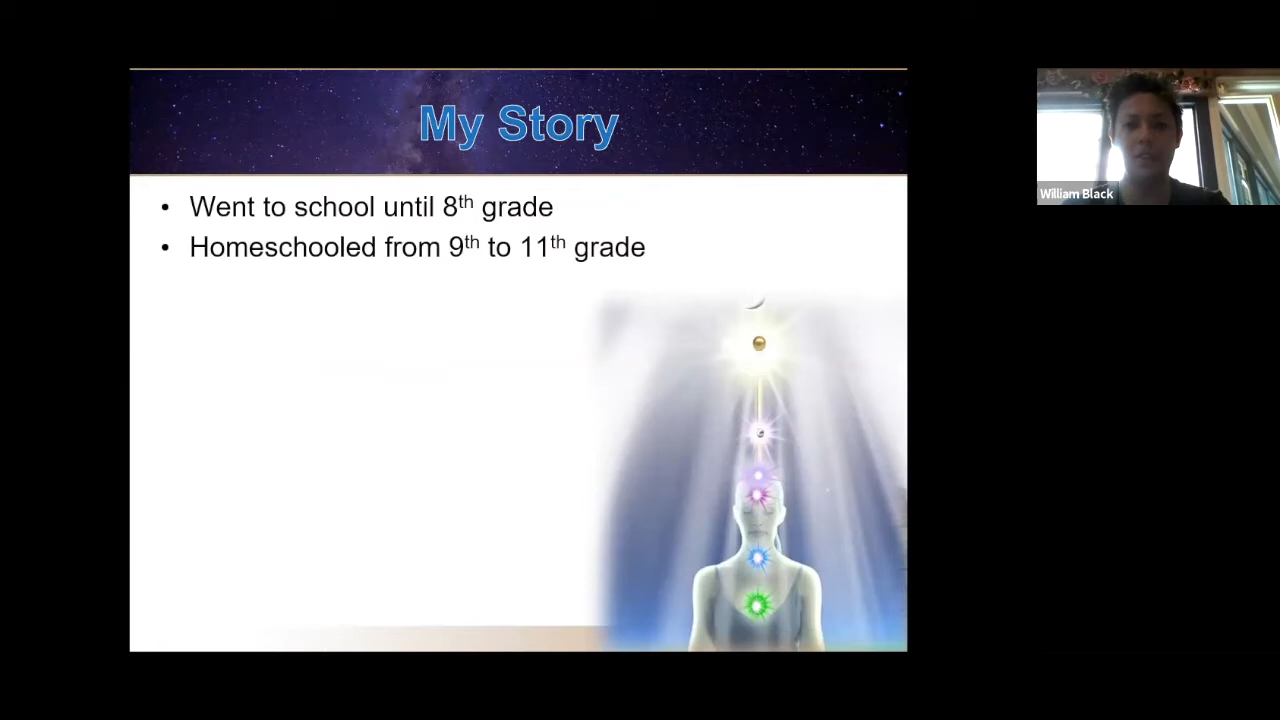 My Story
• Went to school until 8th grade
• Homeschooled from 9th to 11th grade
William Black